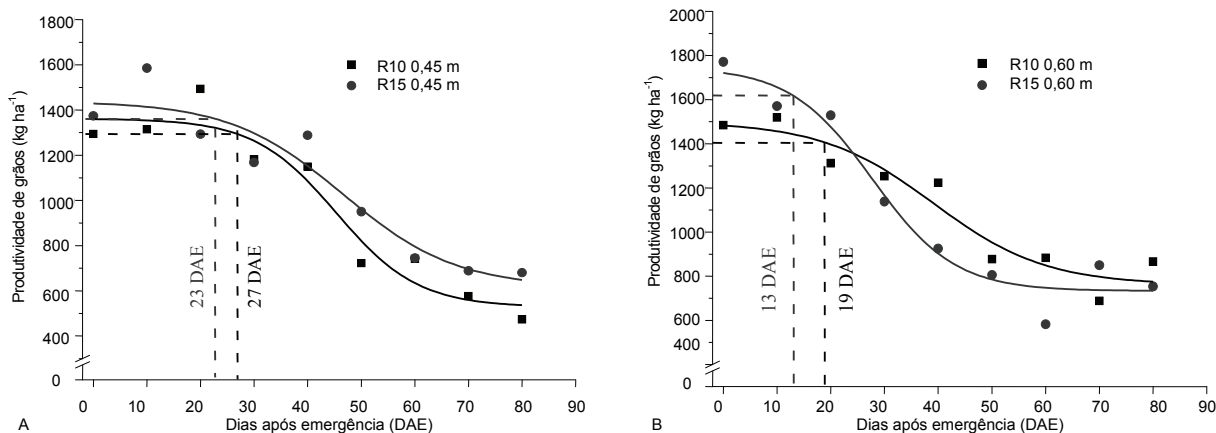 A
Produtividade de grãos (kg ha⁻¹)
1800
1600
1400
1200
1000
800
600
400
0
R10 0,45 m
R15 0,45 m
23 DAE
27 DAE
0 10 20 30 40 50 60 70 80 90
Dias após emergência (DAE)
A
B
Produtividade de grãos (kg ha⁻¹)
2000
1800
1600
1400
1200
1000
800
600
400
0
R10 0,60 m
R15 0,60 m
13 DAE
19 DAE
0 10 20 30 40 50 60 70 80 90
Dias após emergência (DAE)
B